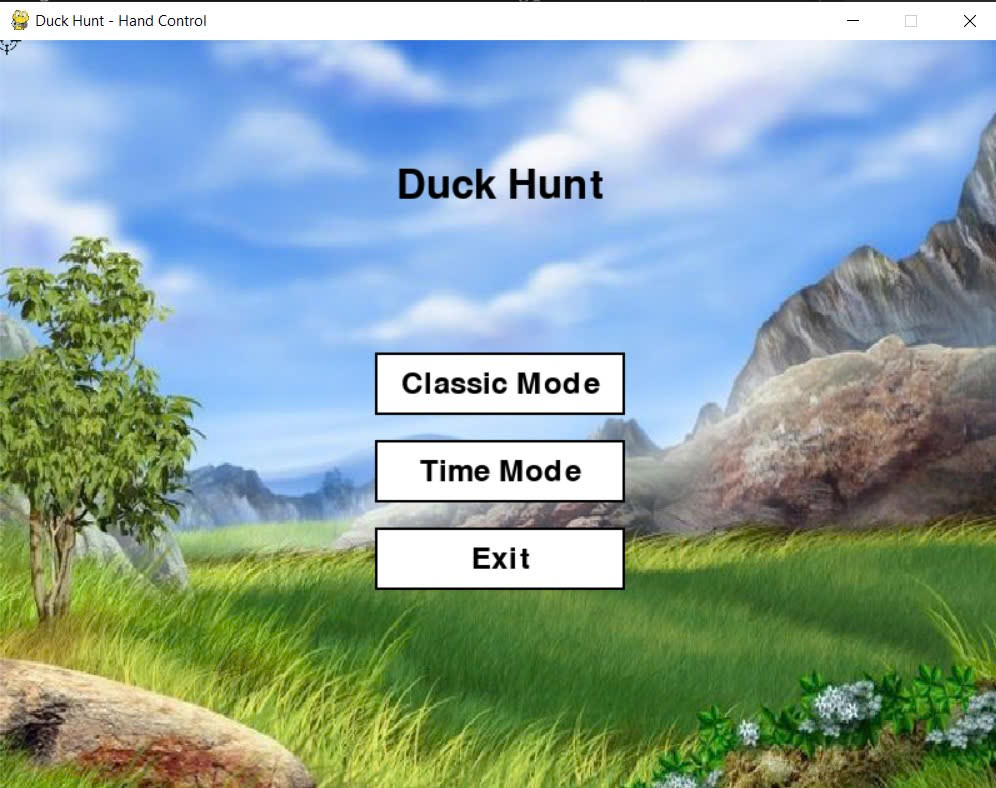 Duck Hunt - Hand Control
Duck Hunt
Classic Mode
Time Mode
Exit